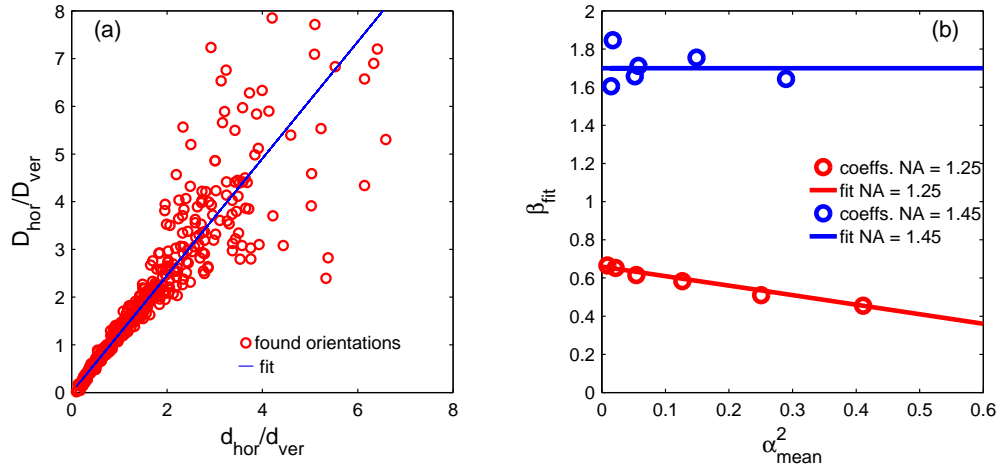 (a)
8
7
6
5
4
3
2
1
0
0 2 4 6 8
D_hor/D_ver
d_hor/d_ver
found orientations
fit
(b)
2
1.8
1.6
1.4
1.2
1
0.8
0.6
0.4
0.2
0
0 0.1 0.2 0.3 0.4 0.5 0.6
β_fit
α²_mean
coeffs. NA = 1.25
fit NA = 1.25
coeffs. NA = 1.45
fit NA = 1.45